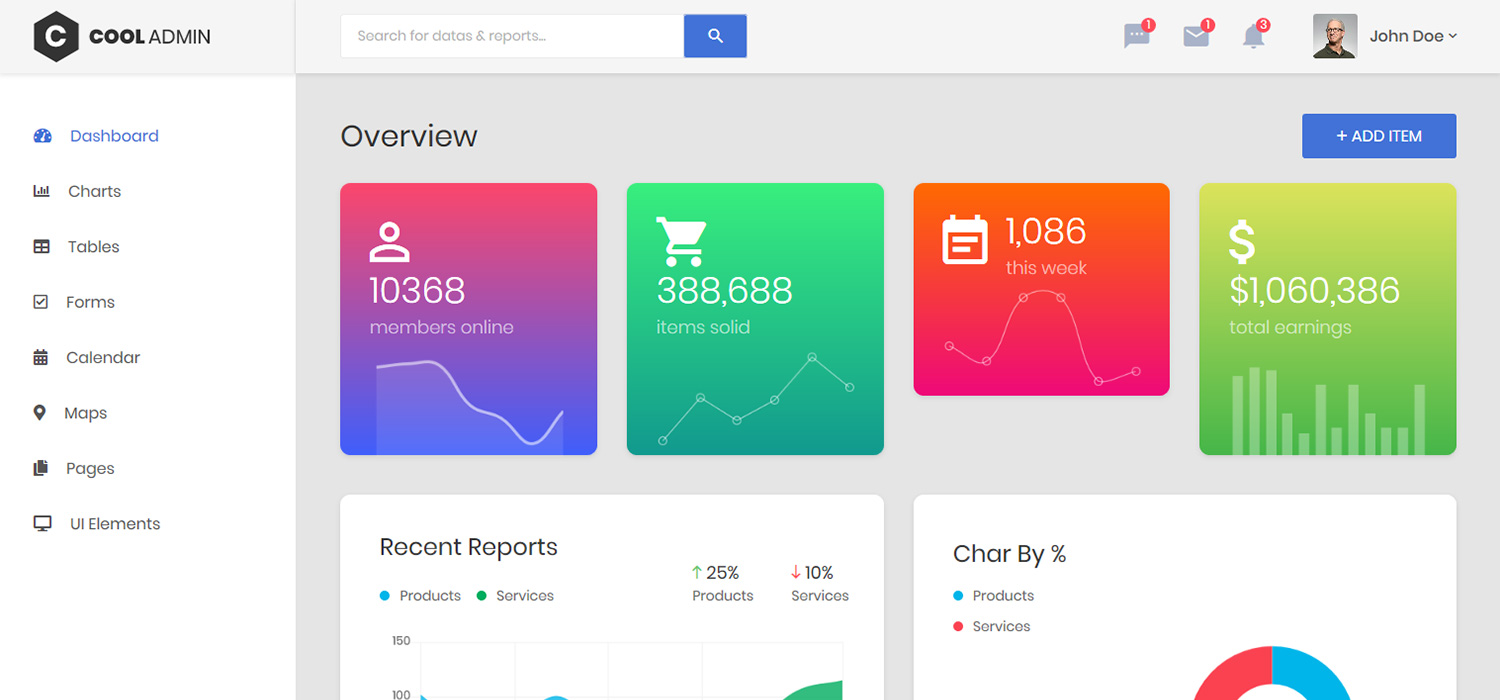 C COOL ADMIN
Search for datas & reports...
1
1
3
John Doe
Dashboard
Charts
Tables
Forms
Calendar
Maps
Pages
UI Elements
Overview
+ ADD ITEM
10368
members online
388,688
items solid
1,086
this week
$1,060,386
total earnings
Recent Reports
Products Services
25%
Products
10%
Services
150
100
Char By %
Products
Services